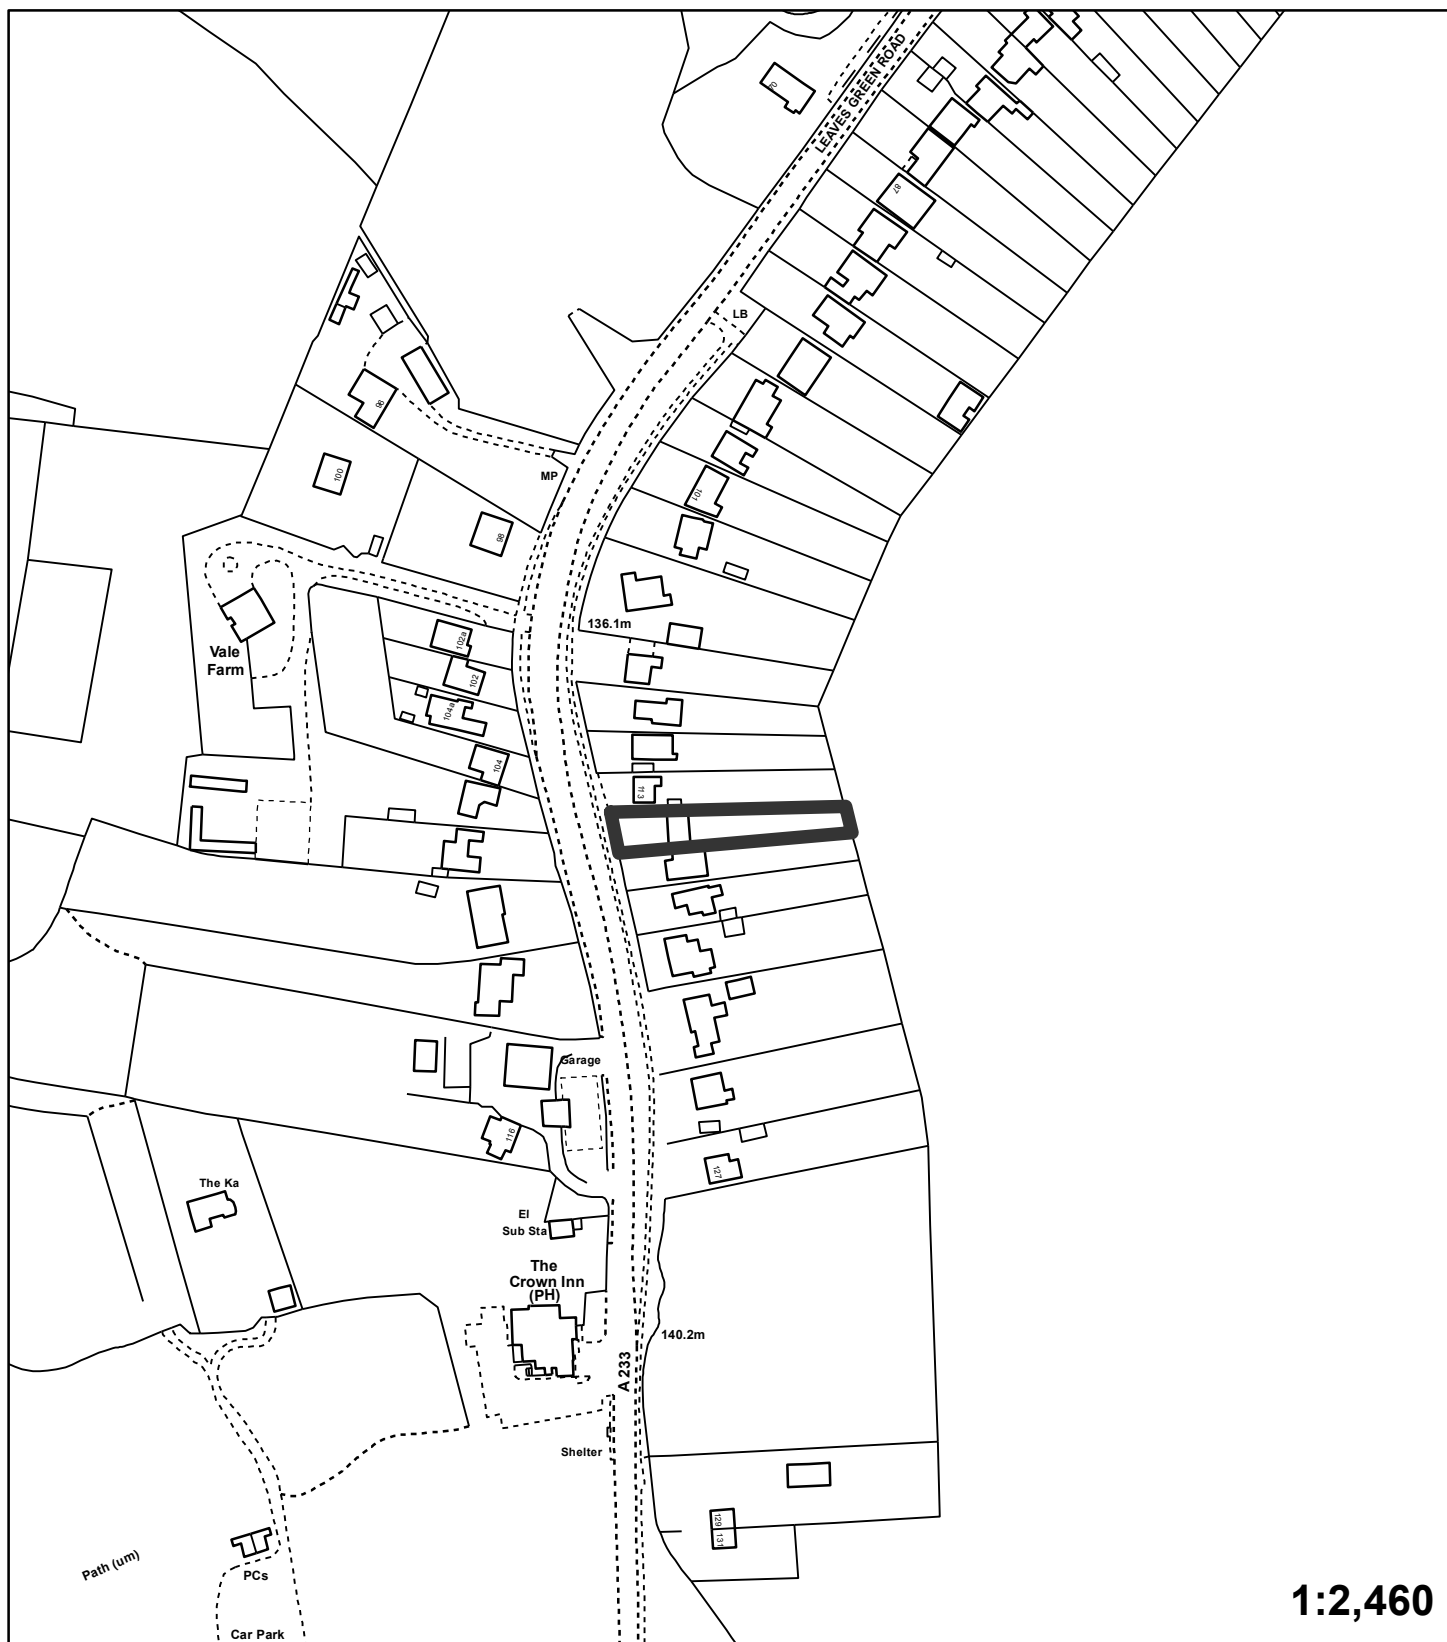 70
LEAVES GREEN ROAD
87
LB
96
100
MP
101
98
136.1m
102a
Vale
Farm
102
104a
104
113
Garage
116
127
The Ka
El
Sub Sta
The
Crown Inn
(PH)
140.2m
A 233
Shelter
129
131
Path (um)
PCs
Car Park
1:2,460